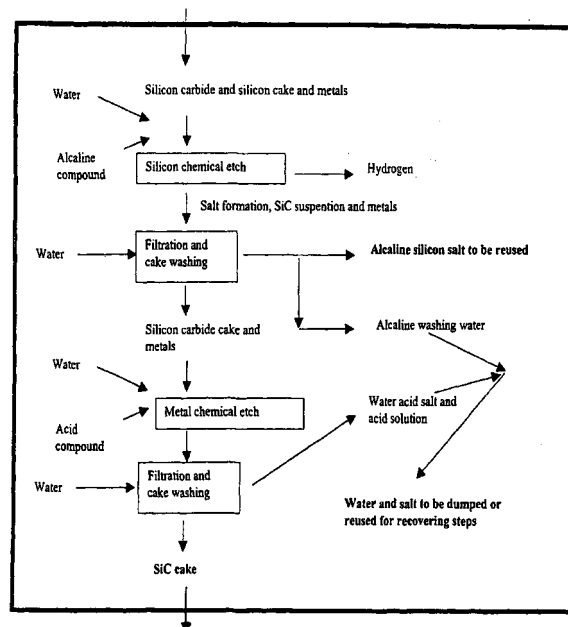 Water
Silicon carbide and silicon cake and metals
Alcaline
compound
Silicon chemical etch
Hydrogen
Salt formation, SiC suspention and metals
Water
Filtration and
cake washing
Alcaline silicon salt to be reused
Silicon carbide cake and
metals
Alcaline washing water
Water
Acid
compound
Metal chemical etch
Water acid salt and
acid solution
Water
Filtration and
cake washing
Water and salt to be dumped or
reused for recovering steps
SiC cake